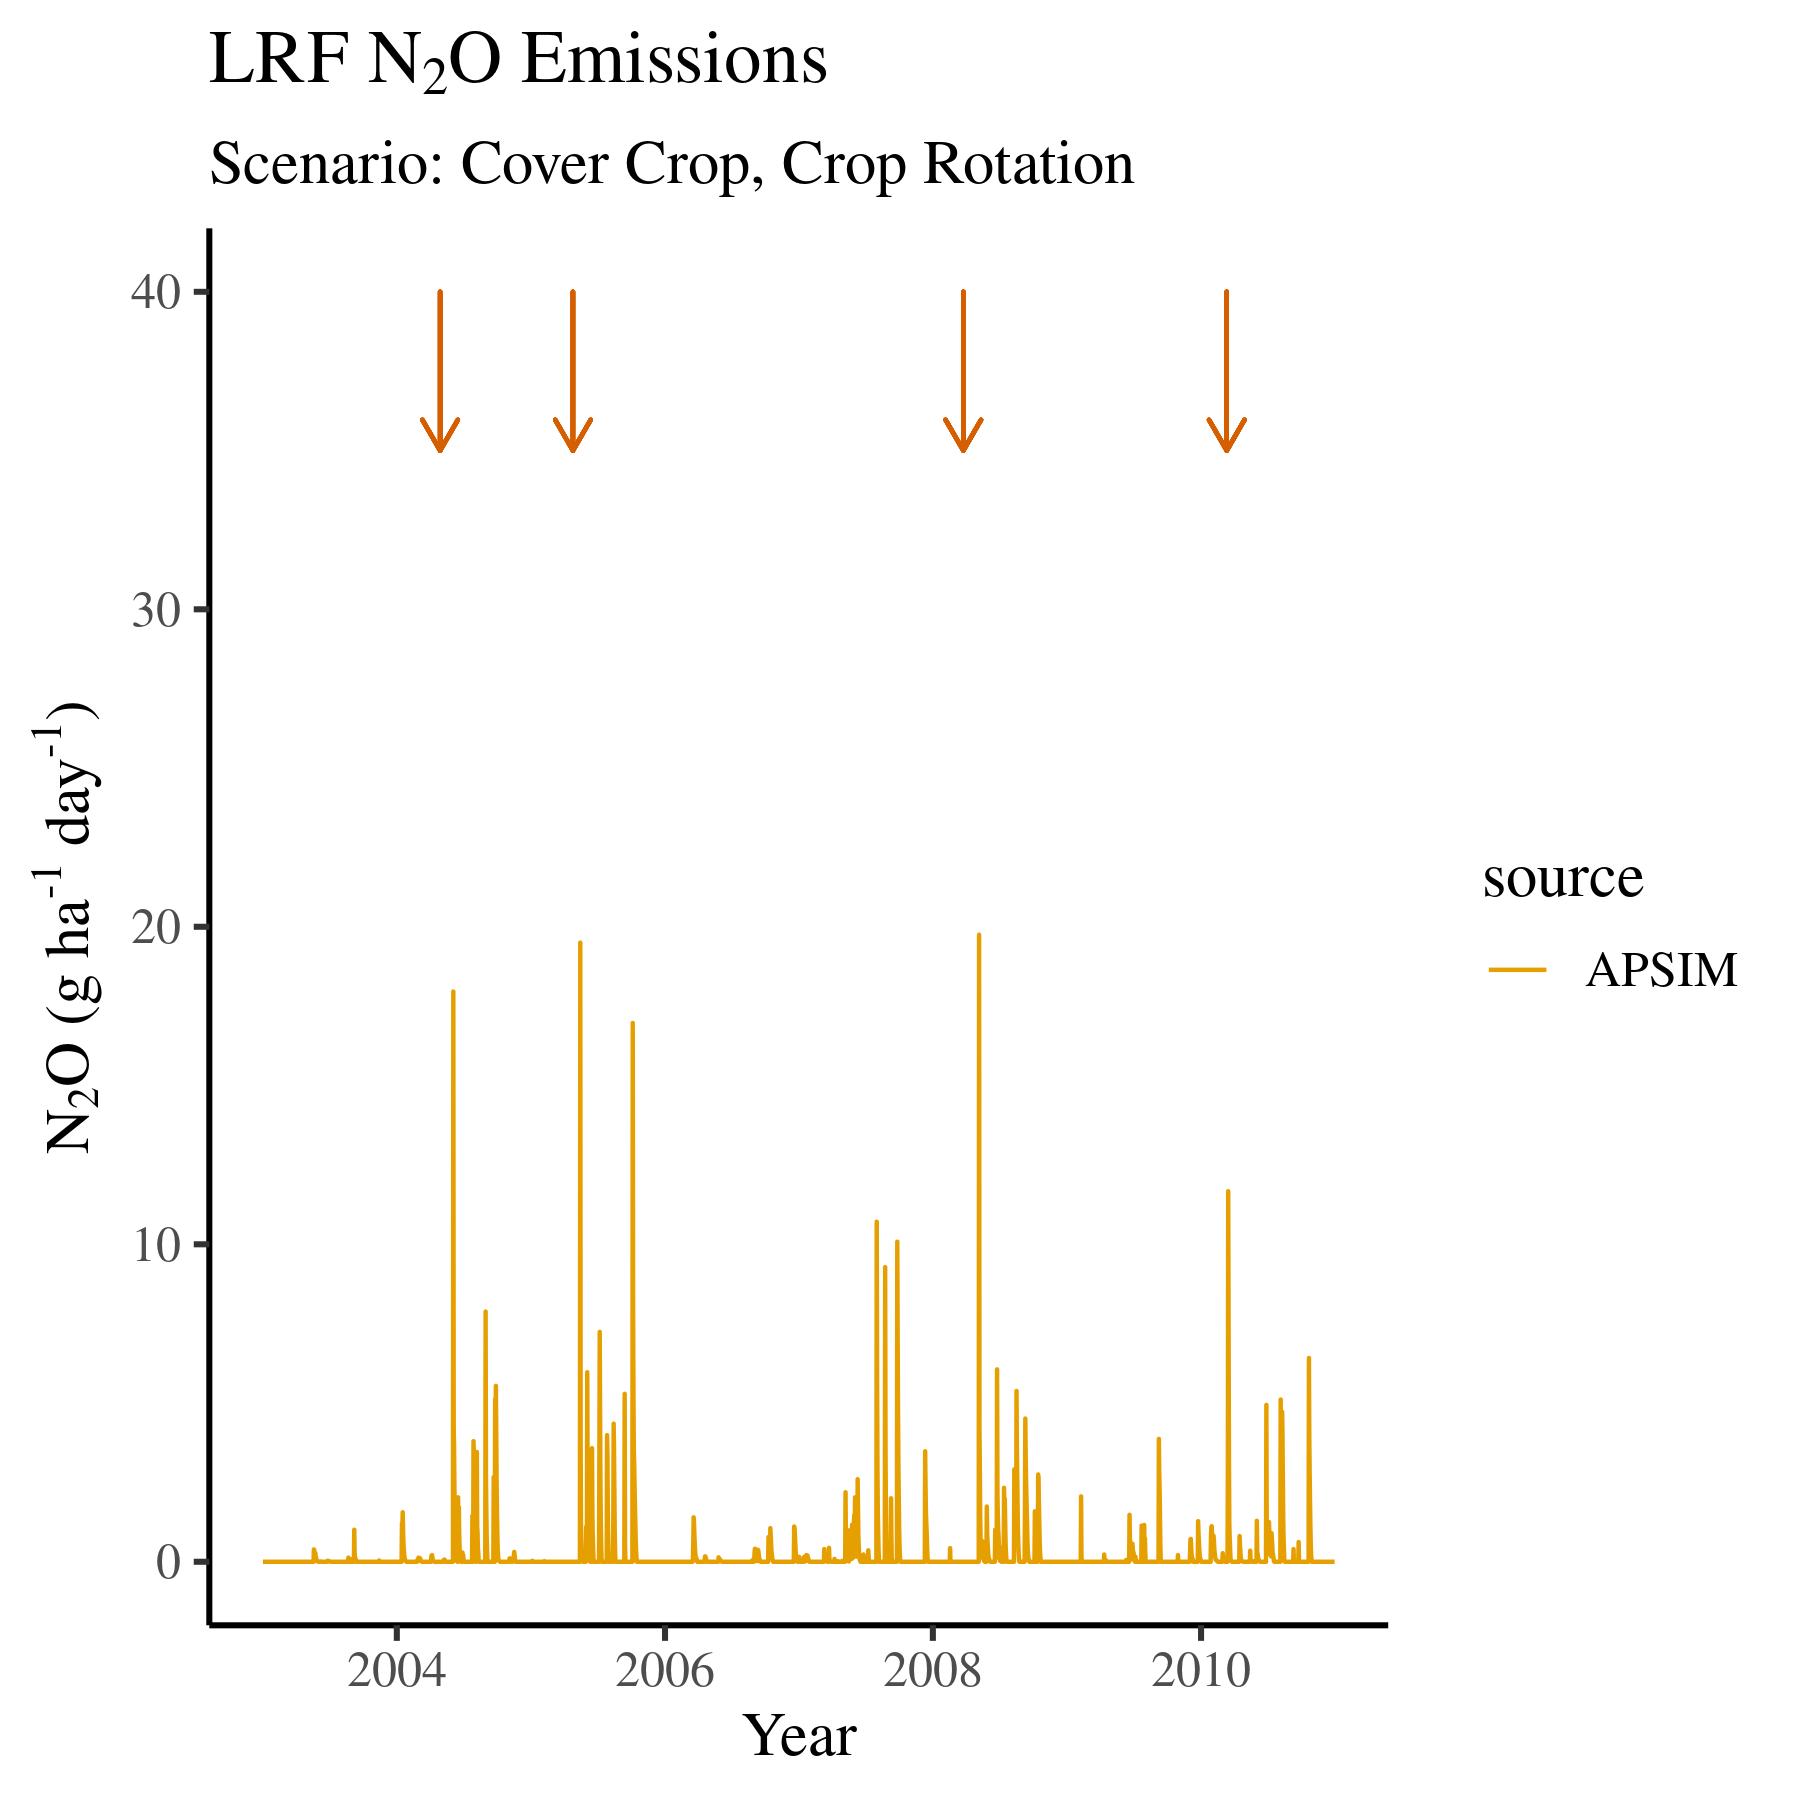 LRF N₂O Emissions
Scenario: Cover Crop, Crop Rotation
40
30
20
10
0
N₂O (g ha⁻¹ day⁻¹)
2004 2006 2008 2010
Year
source
APSIM